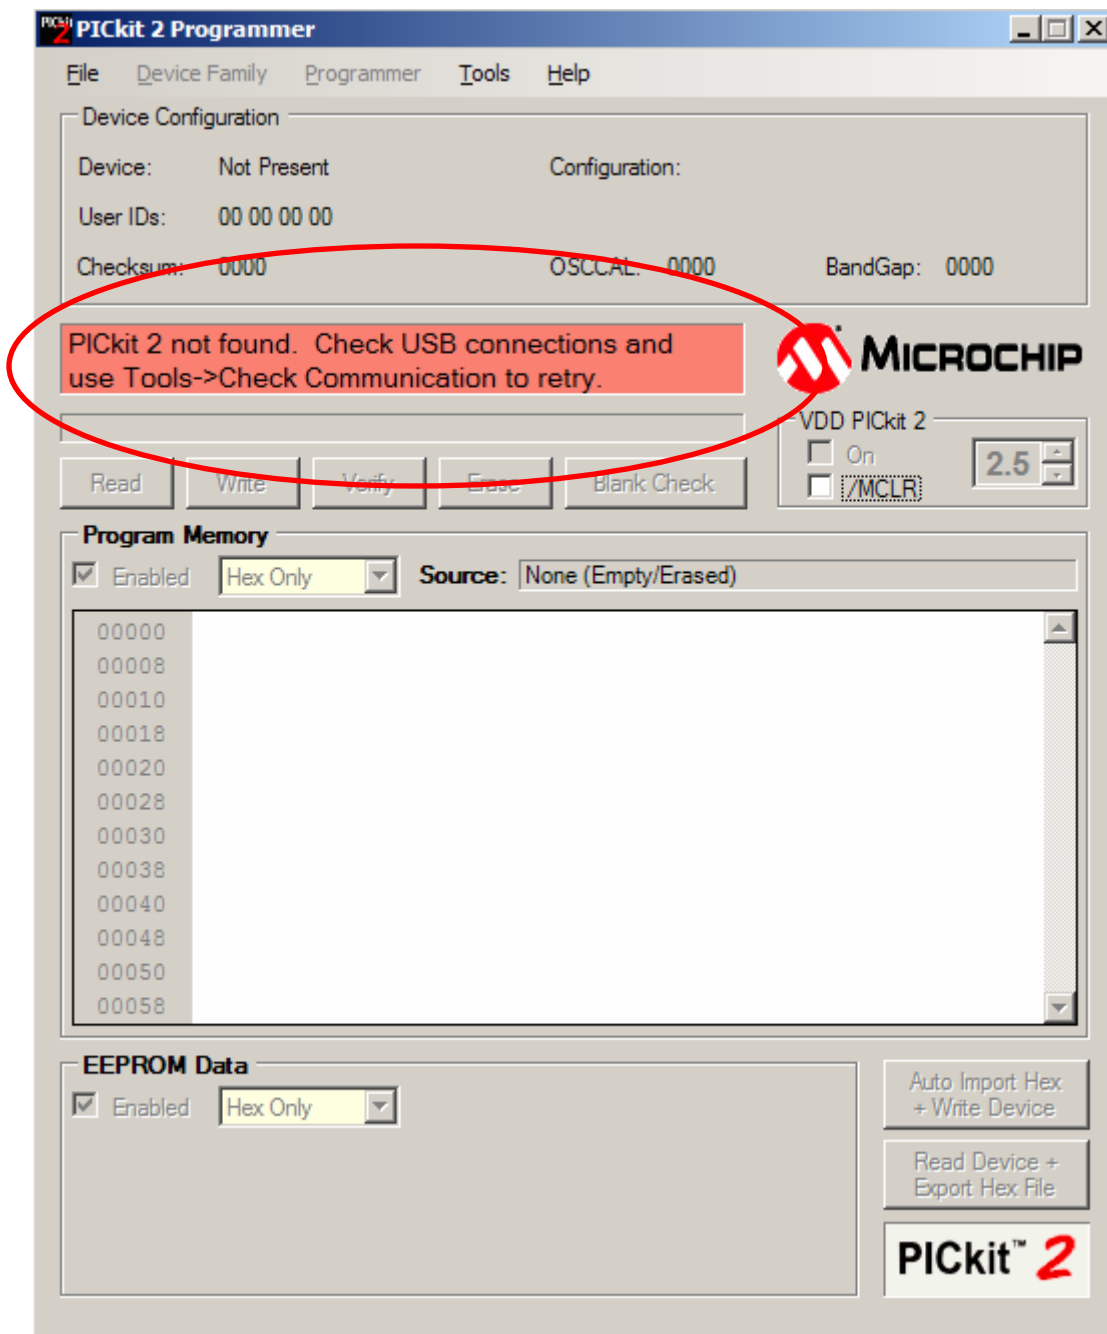 PICkit 2 Programmer
File Device Family Programmer Tools Help
Device Configuration
Device: Not Present Configuration:
User IDs: 00 00 00 00
Checksum: 0000 OSCCAL: 0000 BandGap: 0000
PICkit 2 not found. Check USB connections and
use Tools->Check Communication to retry.
MICROCHIP
VDD PICkit 2
On
2.5
/MCLR
Read Write Verify Erase Blank Check
Program Memory
Enabled Hex Only Source: None (Empty/Erased)
00000
00008
00010
00018
00020
00028
00030
00038
00040
00048
00050
00058
EEPROM Data
Enabled Hex Only
Auto Import Hex
+ Write Device
Read Device +
Export Hex File
PICkit™ 2